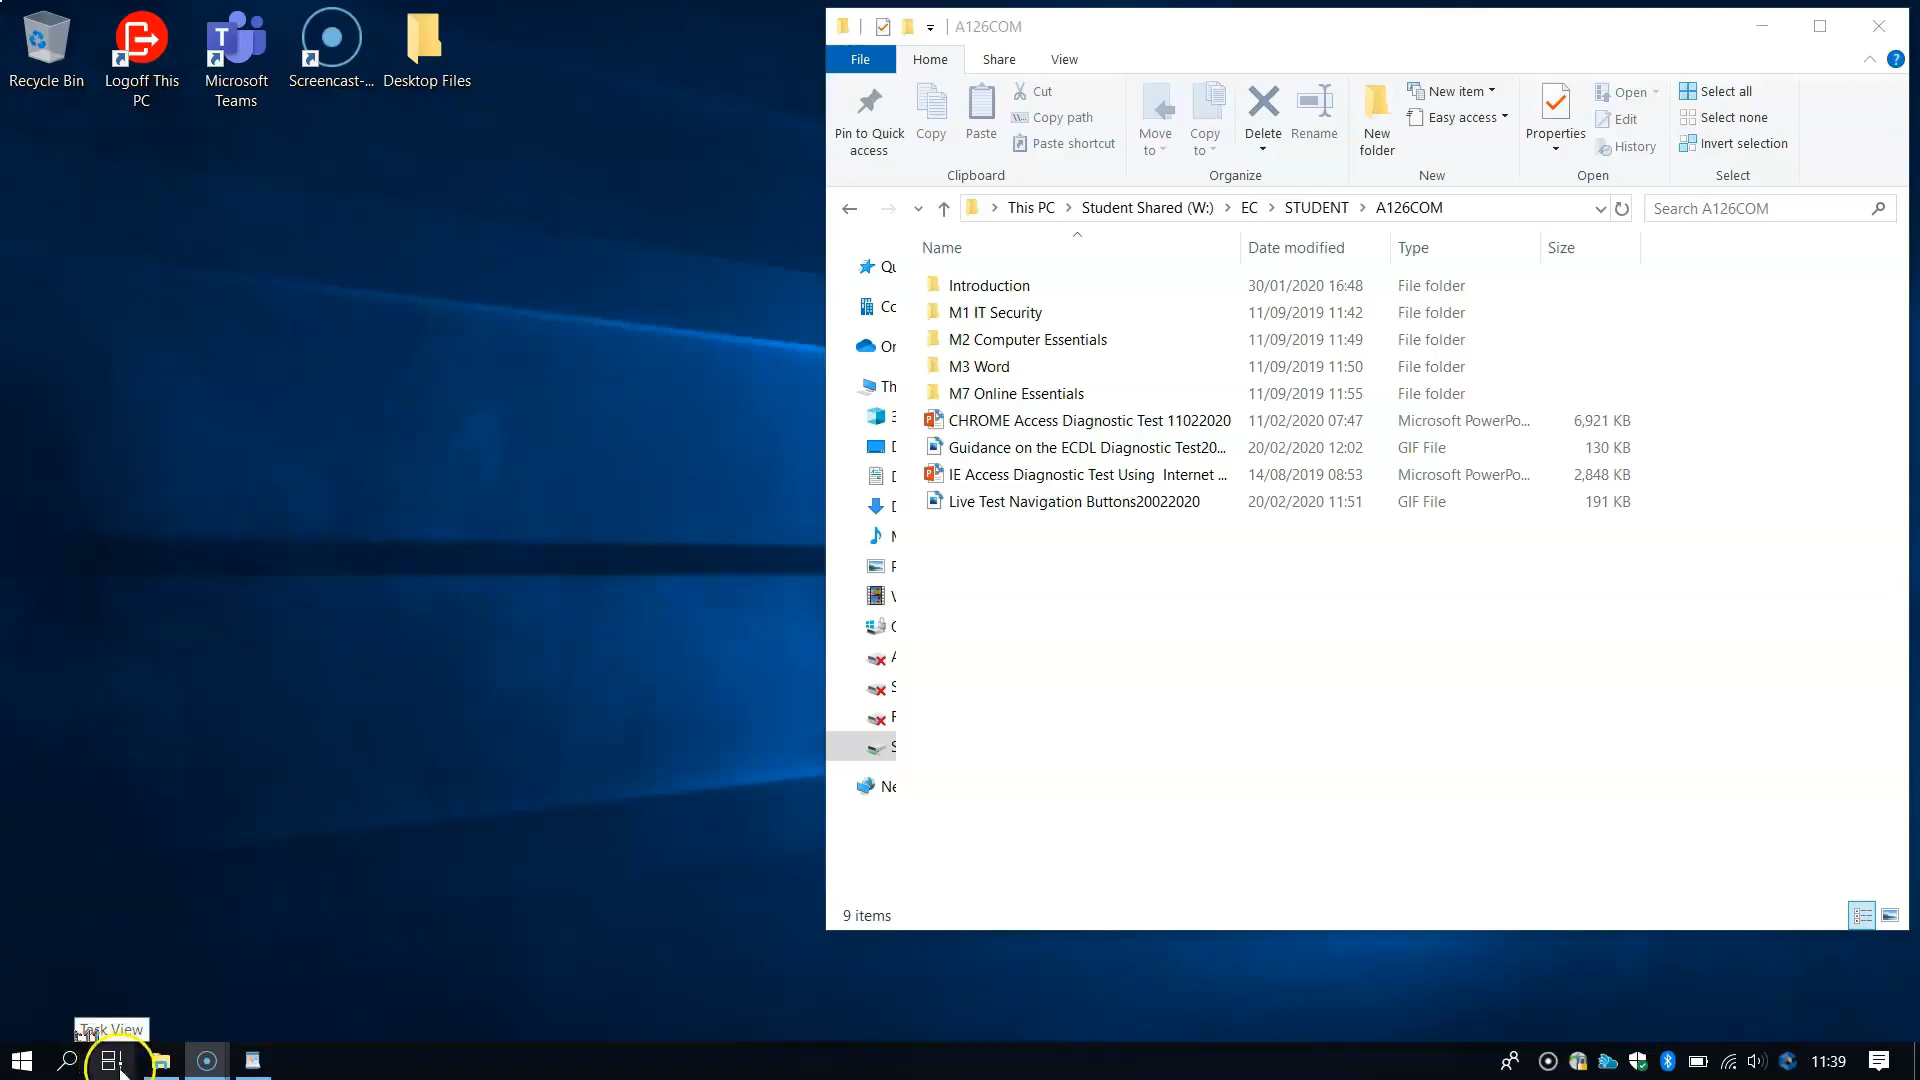 Recycle Bin
Logoff This
PC
Microsoft
Teams
Screencast-...
Desktop Files
A126COM
File
Home
Share
View
Pin to Quick
access
Copy
Paste
Cut
Copy path
Paste shortcut
Clipboard
Move
to
Copy
to
Delete
Rename
Organize
New
folder
New item
Easy access
New
Properties
Open
Edit
History
Open
Select all
Select none
Invert selection
Select
This PC > Student Shared (W:) > EC > STUDENT > A126COM
Search A126COM
Name Date modified Type Size
Introduction 30/01/2020 16:48 File folder
M1 IT Security 11/09/2019 11:42 File folder
M2 Computer Essentials 11/09/2019 11:49 File folder
M3 Word 11/09/2019 11:50 File folder
M7 Online Essentials 11/09/2019 11:55 File folder
CHROME Access Diagnostic Test 11022020 11/02/2020 07:47 Microsoft PowerPo... 6,921 KB
Guidance on the ECDL Diagnostic Test20... 20/02/2020 12:02 GIF File 130 KB
IE Access Diagnostic Test Using Internet ... 14/08/2019 08:53 Microsoft PowerPo... 2,848 KB
Live Test Navigation Buttons20022020 20/02/2020 11:51 GIF File 191 KB
9 items
Task View
11:39